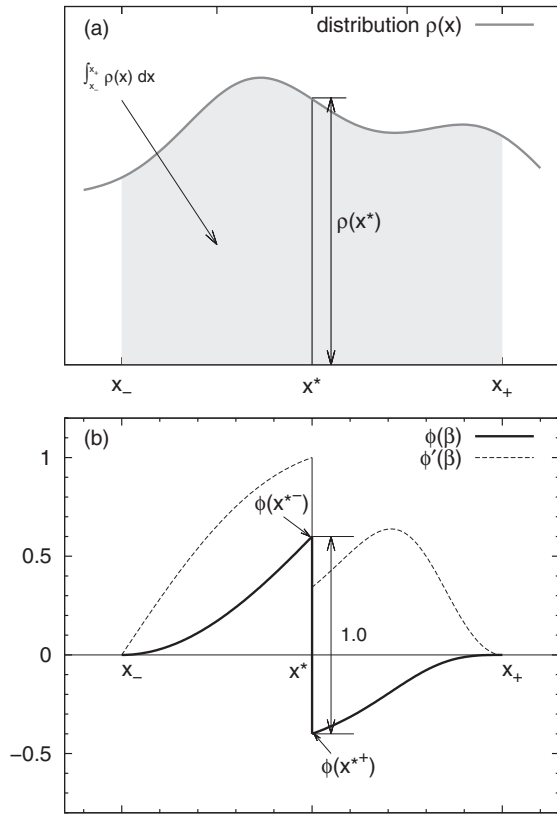 (a)
distribution ρ(x)
∫x₋x₊ ρ(x) dx
ρ(x*)
x₋
x*
x₊
(b)
φ(β)
φ′(β)
1
φ(x*⁻)
0.5
1.0
0
x₋
x*
x₊
φ(x*⁺)
−0.5